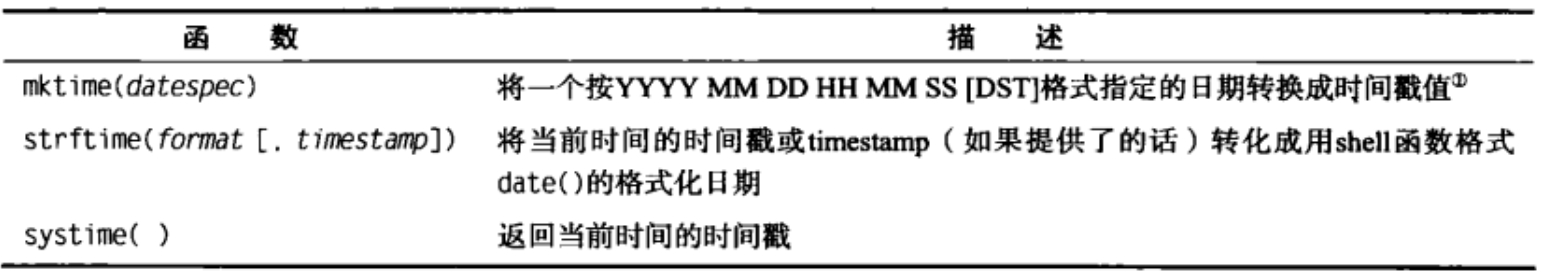 函 数 描 述
mktime(datespec) 将一个按YYYY MM DD HH MM SS [DST]格式指定的日期转换成时间戳值①
strftime(format [, timestamp]) 将当前时间的时间戳或timestamp（如果提供了的话）转化成用shell函数格式
date()的格式化日期
systime( ) 返回当前时间的时间戳